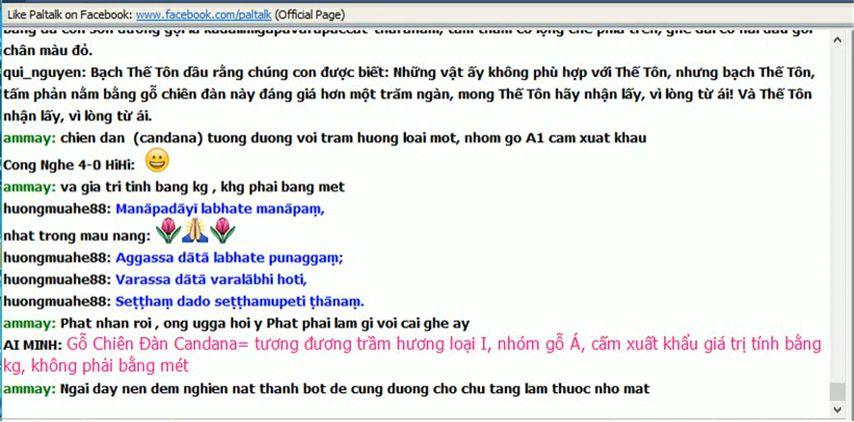 Like Paltalk on Facebook: www.facebook.com/paltalk (Official Page)
chân màu đỏ.
qui_nguyen: Bạch Thế Tôn dầu rằng chúng con được biết: Những vật ấy không phù hợp với Thế Tôn, nhưng bạch Thế Tôn,
tấm phản nằm bằng gỗ chiên đàn này đáng giá hơn một trăm ngàn, mong Thế Tôn hãy nhận lấy, vì lòng từ ái! Và Thế Tôn
nhận lấy, vì lòng từ ái.
ammay: chien dan (candana) tuong duong voi tram huong loai mot, nhom go A1 cam xuat khau
Cong Nghe 4-0 HiHi:
ammay: va gia tri tinh bang kg , khg phai bang met
huongmuahe88: Manāpadāyī labhate manāpaṃ,
nhat trong mau nang:
huongmuahe88: Aggassa dātā labhate punaggaṃ;
huongmuahe88: Varassa dātā varalābhi hoti,
huongmuahe88: Seṭṭhaṃ dado seṭṭhamupeti ṭhānaṃ.
ammay: Phat nhan roi , ong ugga hoi y Phat phai lam gi voi cai ghe ay
AI MINH: Gỗ Chiên Đàn Candana= tương đương trầm hương loại I, nhóm gỗ Á, cấm xuất khẩu giá trị tính bằng
kg, không phải bằng mét
ammay: Ngai day nen dem nghien nat thanh bot de cung duong cho chu tang lam thuoc nho mat